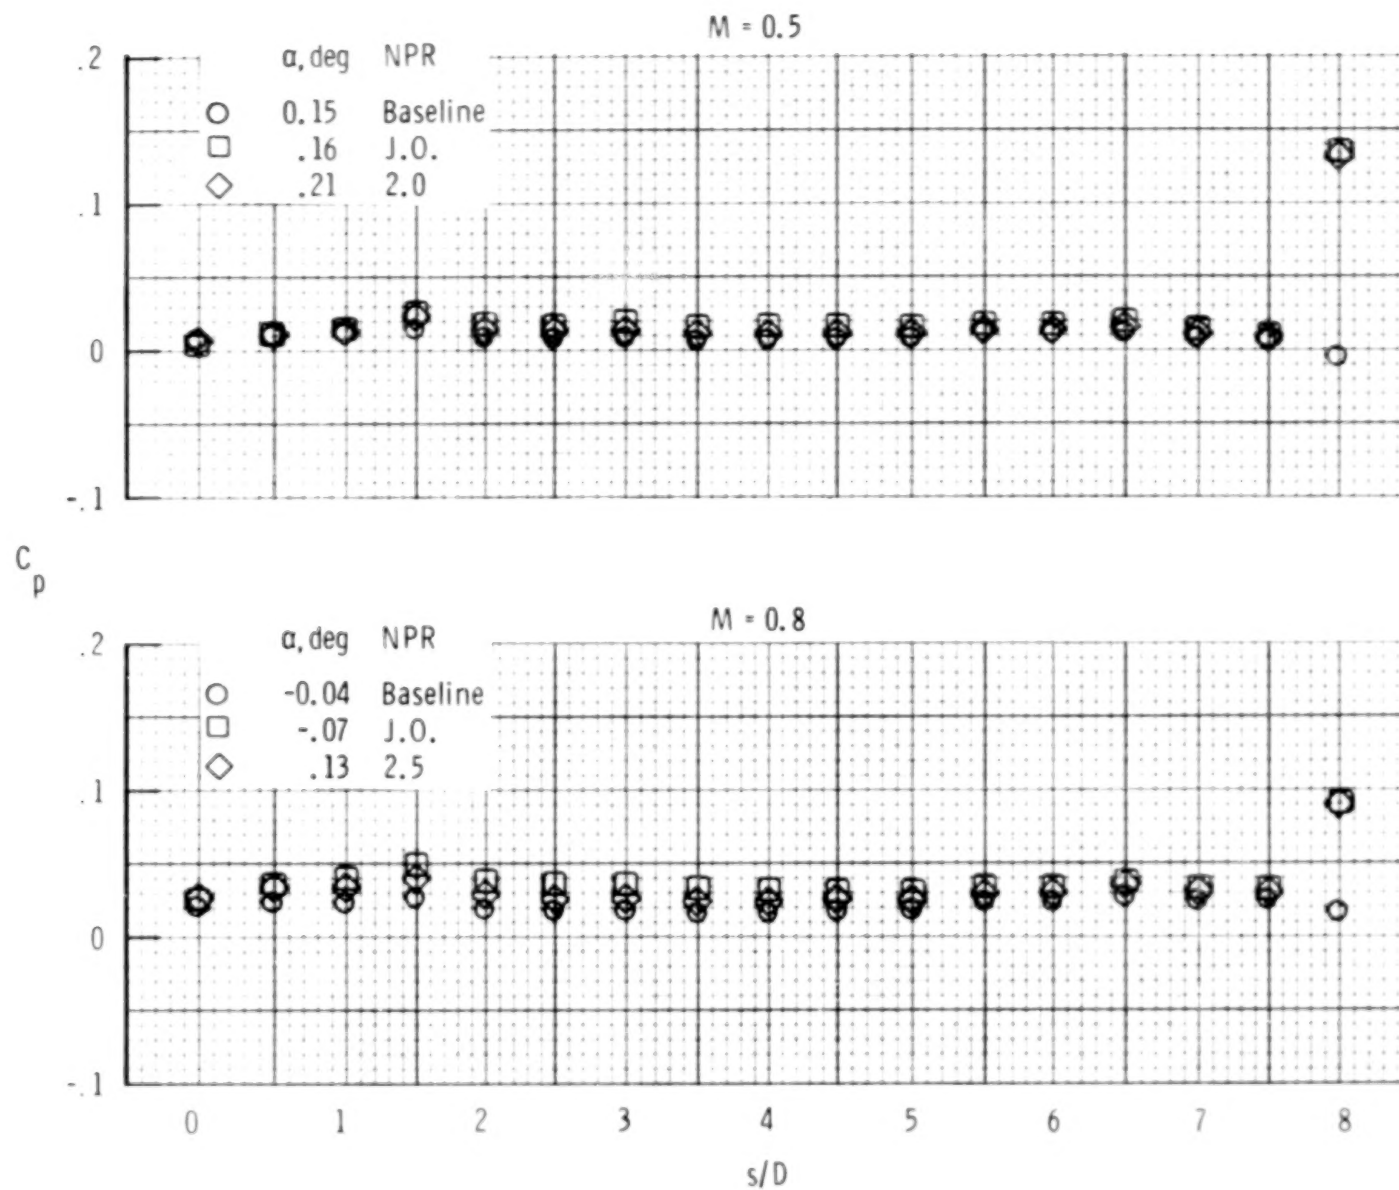 M = 0.5
.2
α, deg NPR
0.15 Baseline
.16 J.O.
.21 2.0
.1
0
-.1
Cp
M = 0.8
.2
α, deg NPR
-0.04 Baseline
-.07 J.O.
.13 2.5
.1
0
-.1
0 1 2 3 4 5 6 7 8
s/D